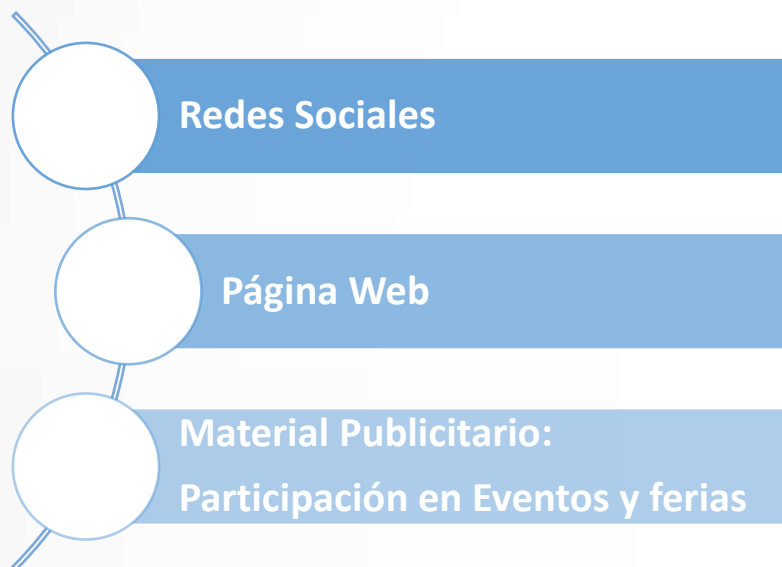 Redes Sociales
Página Web
Material Publicitario:
Participación en Eventos y ferias